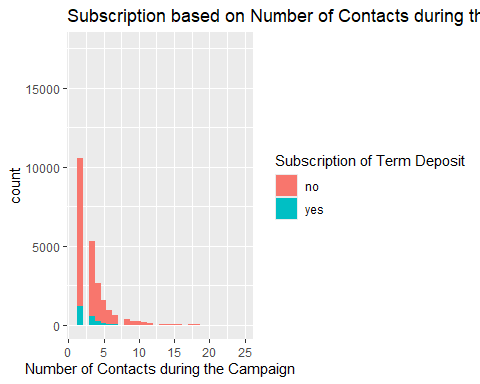 Subscription based on Number of Contacts during th
15000
10000
5000
0
count
0 5 10 15 20 25
Number of Contacts during the Campaign
Subscription of Term Deposit
no
yes